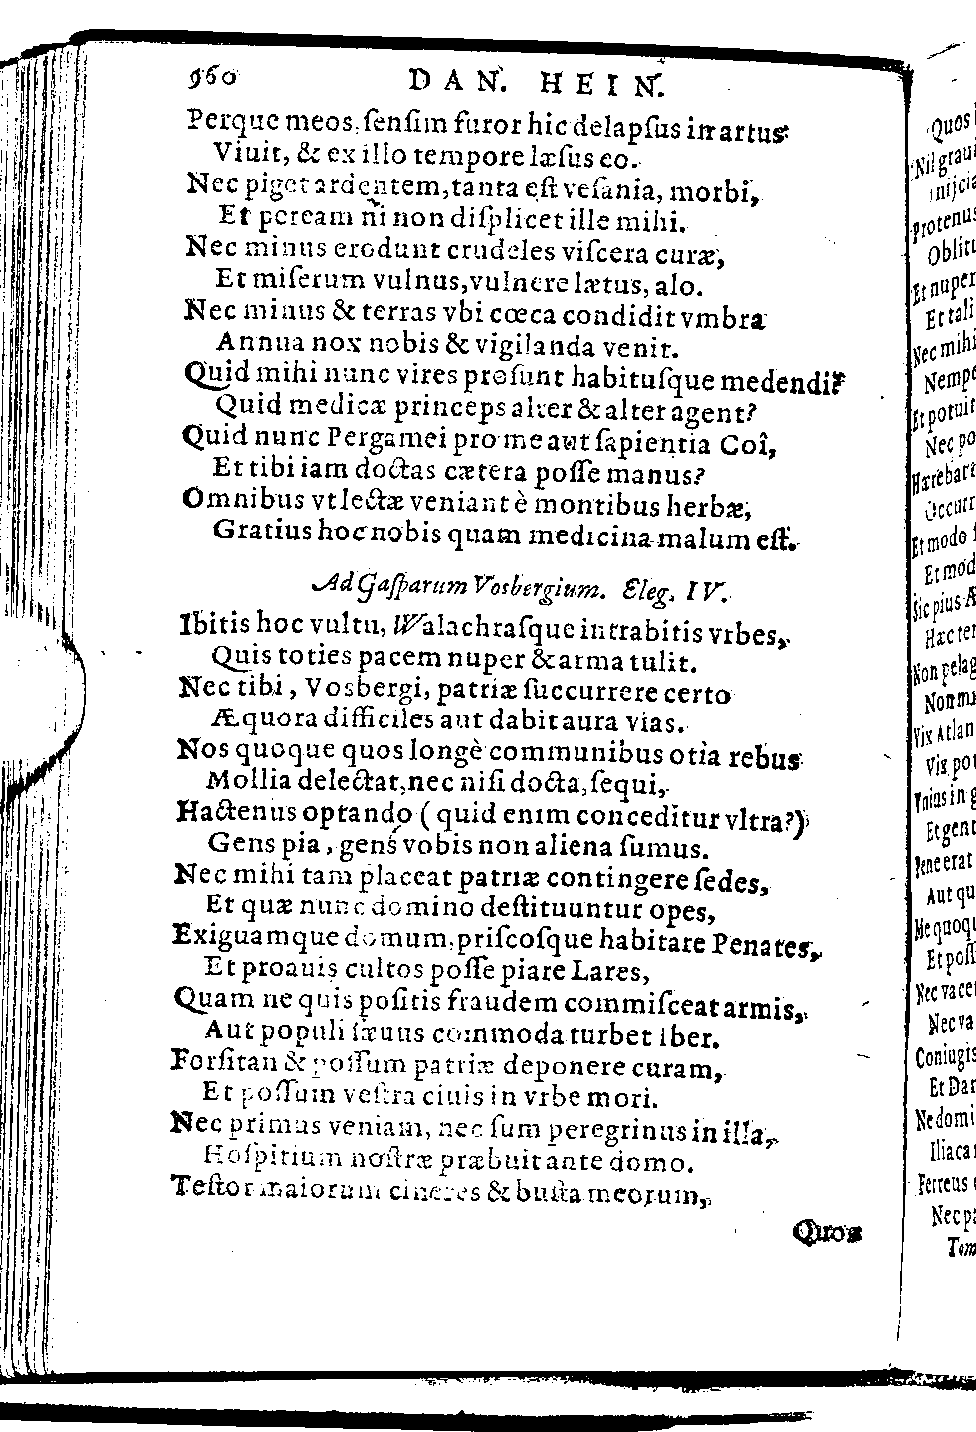 960 DAN. HEIN.
Perque meos, ſenſim furor hic delapſus in artus
Viuit, & ex illo tempore læſus eo.
Nec piget ardentem, tanta eſt veſania, morbi,
Et peream ni non diſplicet ille mihi.
Nec minus erodunt crudeles viſcera curæ,
Et miſerum vulnus, vulnere lætus, alo.
Nec minus & terras vbi cœca condidit vmbra
Annua nox nobis & vigilanda venit.
Quid mihi nunc vires proſunt habituſque medendi?
Quid medicæ princeps alter & alter agent?
Quid nunc Pergamei pro me aut ſapientia Coî,
Et tibi iam doctas cætera poſſe manus?
Omnibus vt lectæ veniant è montibus herbæ,
Gratius hoc nobis quam medicina malum eſt.
Ad Gaſparum Vosbergium. Eleg. IV.
Ibitis hoc vultu, Walachraſque intrabitis vrbes,
Quis toties pacem nuper & arma tulit.
Nec tibi, Vosbergi, patriæ ſuccurrere certo
Æquora difficiles aut dabit aura vias.
Nos quoque quos longè communibus otia rebus
Mollia delectat, nec niſi docta, ſequi,
Hactenus optando (quid enim conceditur vltra?)
Gens pia, gens vobis non aliena ſumus.
Nec mihi tam placeat patriæ contingere ſedes,
Et quæ nunc domino deſtituuntur opes,
Exiguamque domum, priſcoſque habitare Penates,
Et proauis cultos poſſe piare Lares,
Quam ne quis poſitis fraudem commiſceat armis,
Aut populi ſæuus commoda turbet iber.
Forſitan & poſſum patriæ deponere curam,
Et poſſum veſtra ciuis in vrbe mori.
Nec primus veniam, nec ſum peregrinus in illa,
Hoſpitium noſtræ præbuit ante domo.
Teſtor maiorum cineres & buſta meorum,
Quos
Quos
Nil graui
inijcia
Protenus
Oblitu
Et nuper
Et tali
Nec mihi
Nempe
Et potuit
Nec po
Hærebat
Occurr
Et modo
Et mod
Sic pius Æ
Hæc ter
Non pelag
Non mu
Vix Atlan
Vix pot
Vnius in g
Et gent
Pene erat
Aut qu
Me quoqu
Et poſſ
Nec vacet
Nec va
Coniugis
Et Dar
Ne domi
Iliaca
Ferreus
Nec p
Tom